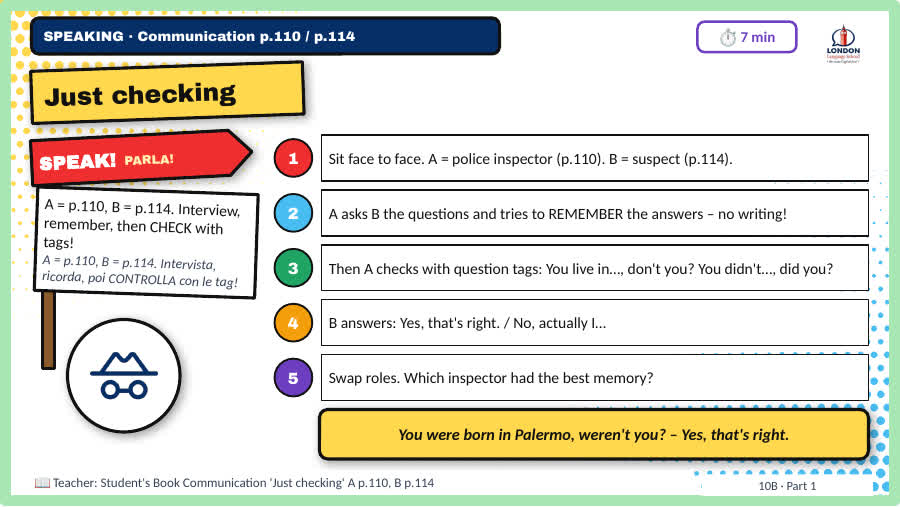 SPEAKING · Communication p.110 / p.114
⏱️ 7 min
LONDON
Language School
Just checking
SPEAK! PARLA!
A = p.110, B = p.114. Interview,
remember, then CHECK with
tags!
A = p.110, B = p.114. Intervista,
ricorda, poi CONTROLLA con le tag!
1 Sit face to face. A = police inspector (p.110). B = suspect (p.114).
2 A asks B the questions and tries to REMEMBER the answers – no writing!
3 Then A checks with question tags: You live in…, don't you? You didn't…, did you?
4 B answers: Yes, that's right. / No, actually I…
5 Swap roles. Which inspector had the best memory?
You were born in Palermo, weren't you? – Yes, that's right.
📖 Teacher: Student's Book Communication 'Just checking' A p.110, B p.114
10B · Part 1